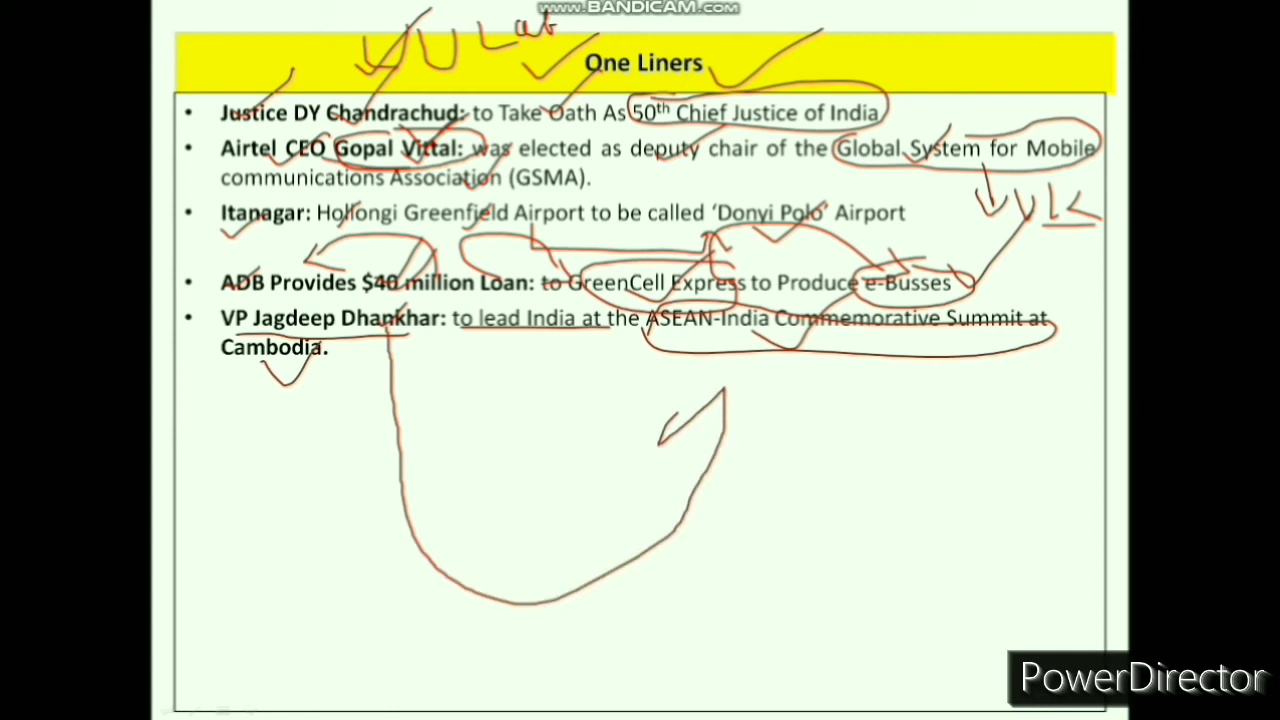 www.BANDICAM.com
U Lat
One Liners
• Justice DY Chandrachud: to Take Oath As 50th Chief Justice of India
• Airtel CEO Gopal Vittal: was elected as deputy chair of the Global System for Mobile
communications Association (GSMA).
• Itanagar: Hollongi Greenfield Airport to be called ‘Donyi Polo’ Airport
UK
• ADB Provides $40 million Loan: to GreenCell Express to Produce e-Busses
• VP Jagdeep Dhankhar: to lead India at the ASEAN-India Commemorative Summit at
Cambodia.
PowerDirector